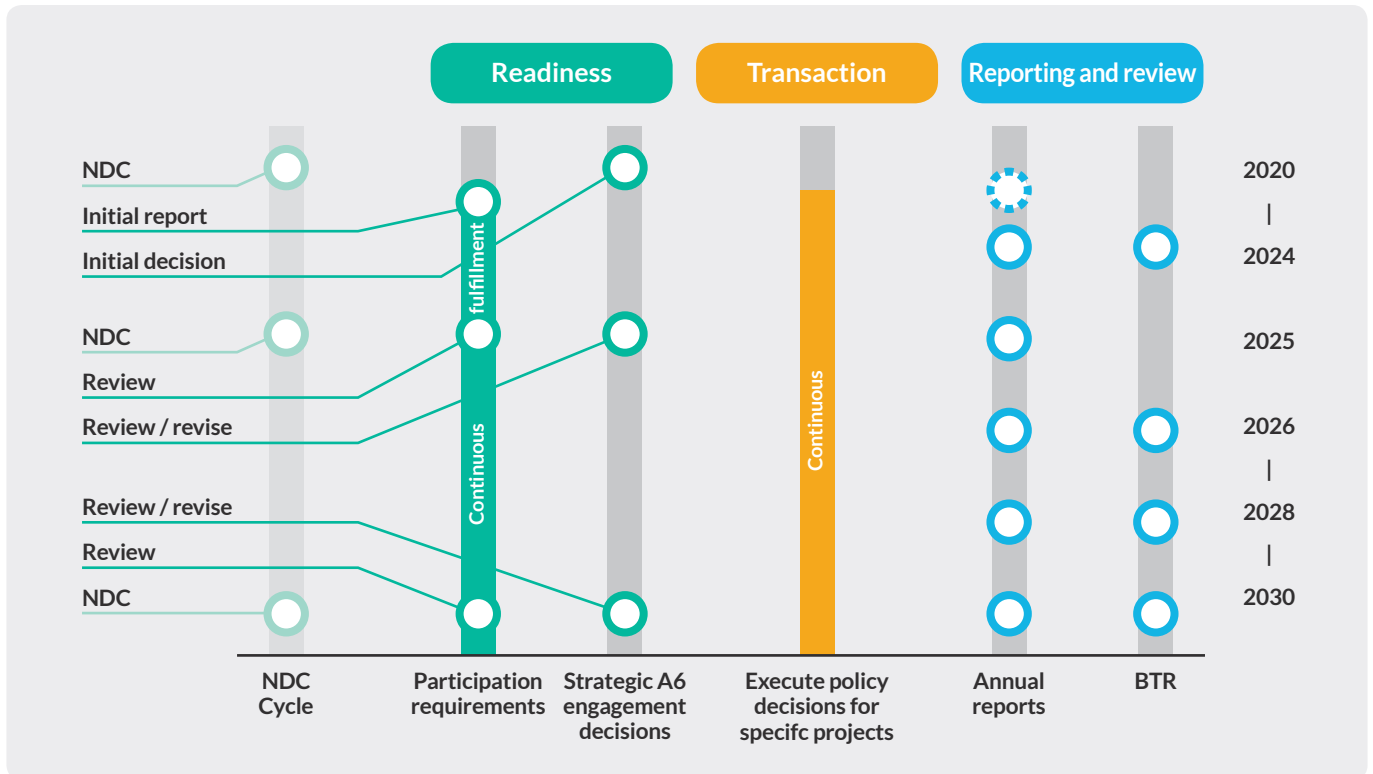 Readiness
Transaction
Reporting and review
NDC
Initial report
Initial decision
NDC
Review
Review / revise
Review / revise
Review
NDC
Continuous
fulfillment
Continuous
2020
|
2024
2025
2026
|
2028
|
2030
NDC
Cycle
Participation
requirements
Strategic A6
engagement
decisions
Execute policy
decisions for
specifc projects
Annual
reports
BTR